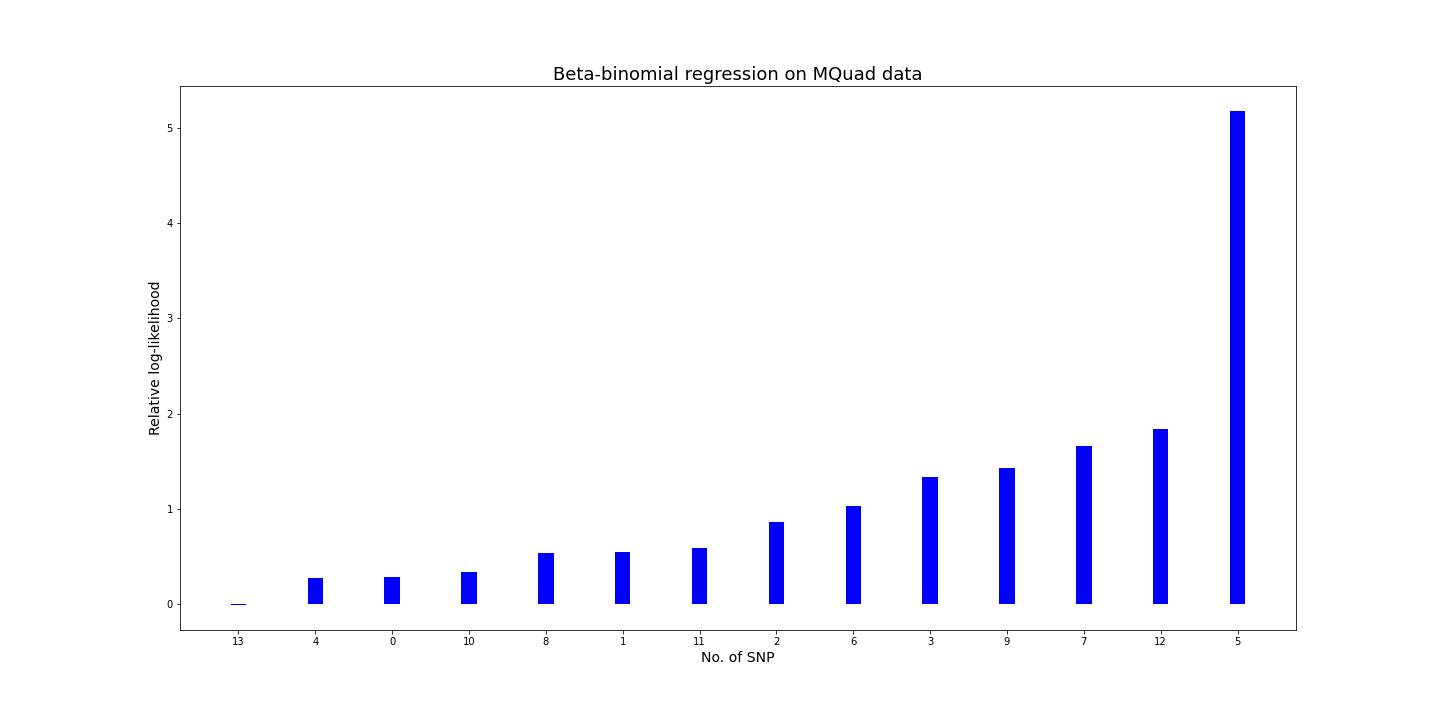 Beta-binomial regression on MQuad data
5
4
3
2
1
0
Relative log-likelihood
13 4 0 10 8 1 11 2 6 3 9 7 12 5
No. of SNP